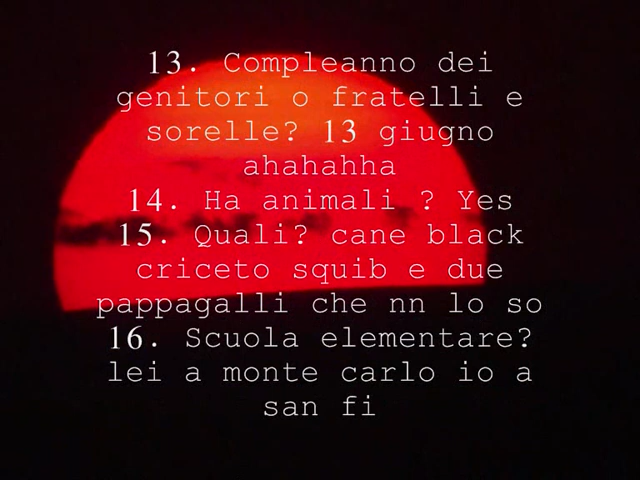 13. Compleanno dei
genitori o fratelli e
sorelle? 13 giugno
ahahahha
14. Ha animali ? Yes
15. Quali? cane black
criceto squib e due
pappagalli che nn lo so
16. Scuola elementare?
lei a monte carlo io a
san fi